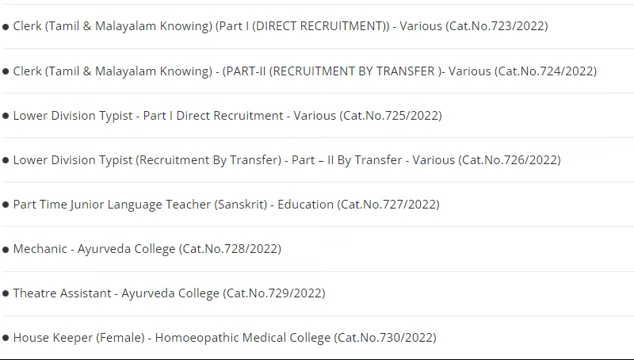 Clerk (Tamil & Malayalam Knowing) (Part I (DIRECT RECRUITMENT)) - Various (Cat.No.723/2022)
Clerk (Tamil & Malayalam Knowing) - (PART-II (RECRUITMENT BY TRANSFER )- Various (Cat.No.724/2022)
Lower Division Typist - Part I Direct Recruitment - Various (Cat.No.725/2022)
Lower Division Typist (Recruitment By Transfer) - Part – II By Transfer - Various (Cat.No.726/2022)
Part Time Junior Language Teacher (Sanskrit) - Education (Cat.No.727/2022)
Mechanic - Ayurveda College (Cat.No.728/2022)
Theatre Assistant - Ayurveda College (Cat.No.729/2022)
House Keeper (Female) - Homoeopathic Medical College (Cat.No.730/2022)